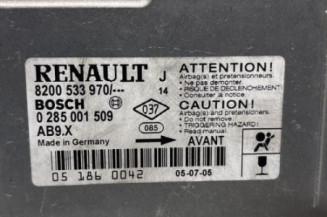 RENAULT J
8200 533 970/--- 14
BOSCH
0 285 001 509
AB9.X
Made in Germany
037
085
ATTENTION!
Airbag(s) et pretensionneurs
• Ne pas demonter
• RISQUE DE DECLENCHEMENT!
• Consulter la notice
CAUTION!
Airbag(s) and pretensioners
• Do not remove.
• TRIGGERING HAZARD!
• Read manual
AVANT
05 186 0042 05-07-05